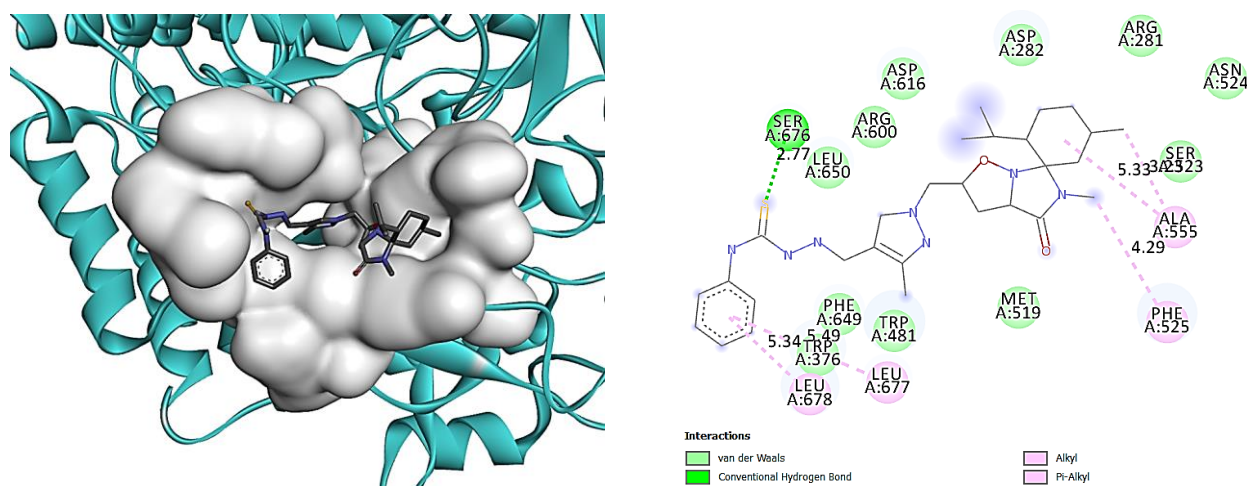 ASP
A:282
ARG
A:281
ASP
A:616
ASN
A:524
SER
A:676
2.77
ARG
A:600
LEU
A:650
O
N
N
SER
A:523
5.33
ALA
A:555
4.29
S
N
N
N
N
N
O
PHE
A:649
TRP
A:481
MET
A:519
PHE
A:525
5.34
5.49
TRP
A:376
LEU
A:678
LEU
A:677
Interactions
van der Waals
Conventional Hydrogen Bond
Alkyl
Pi-Alkyl